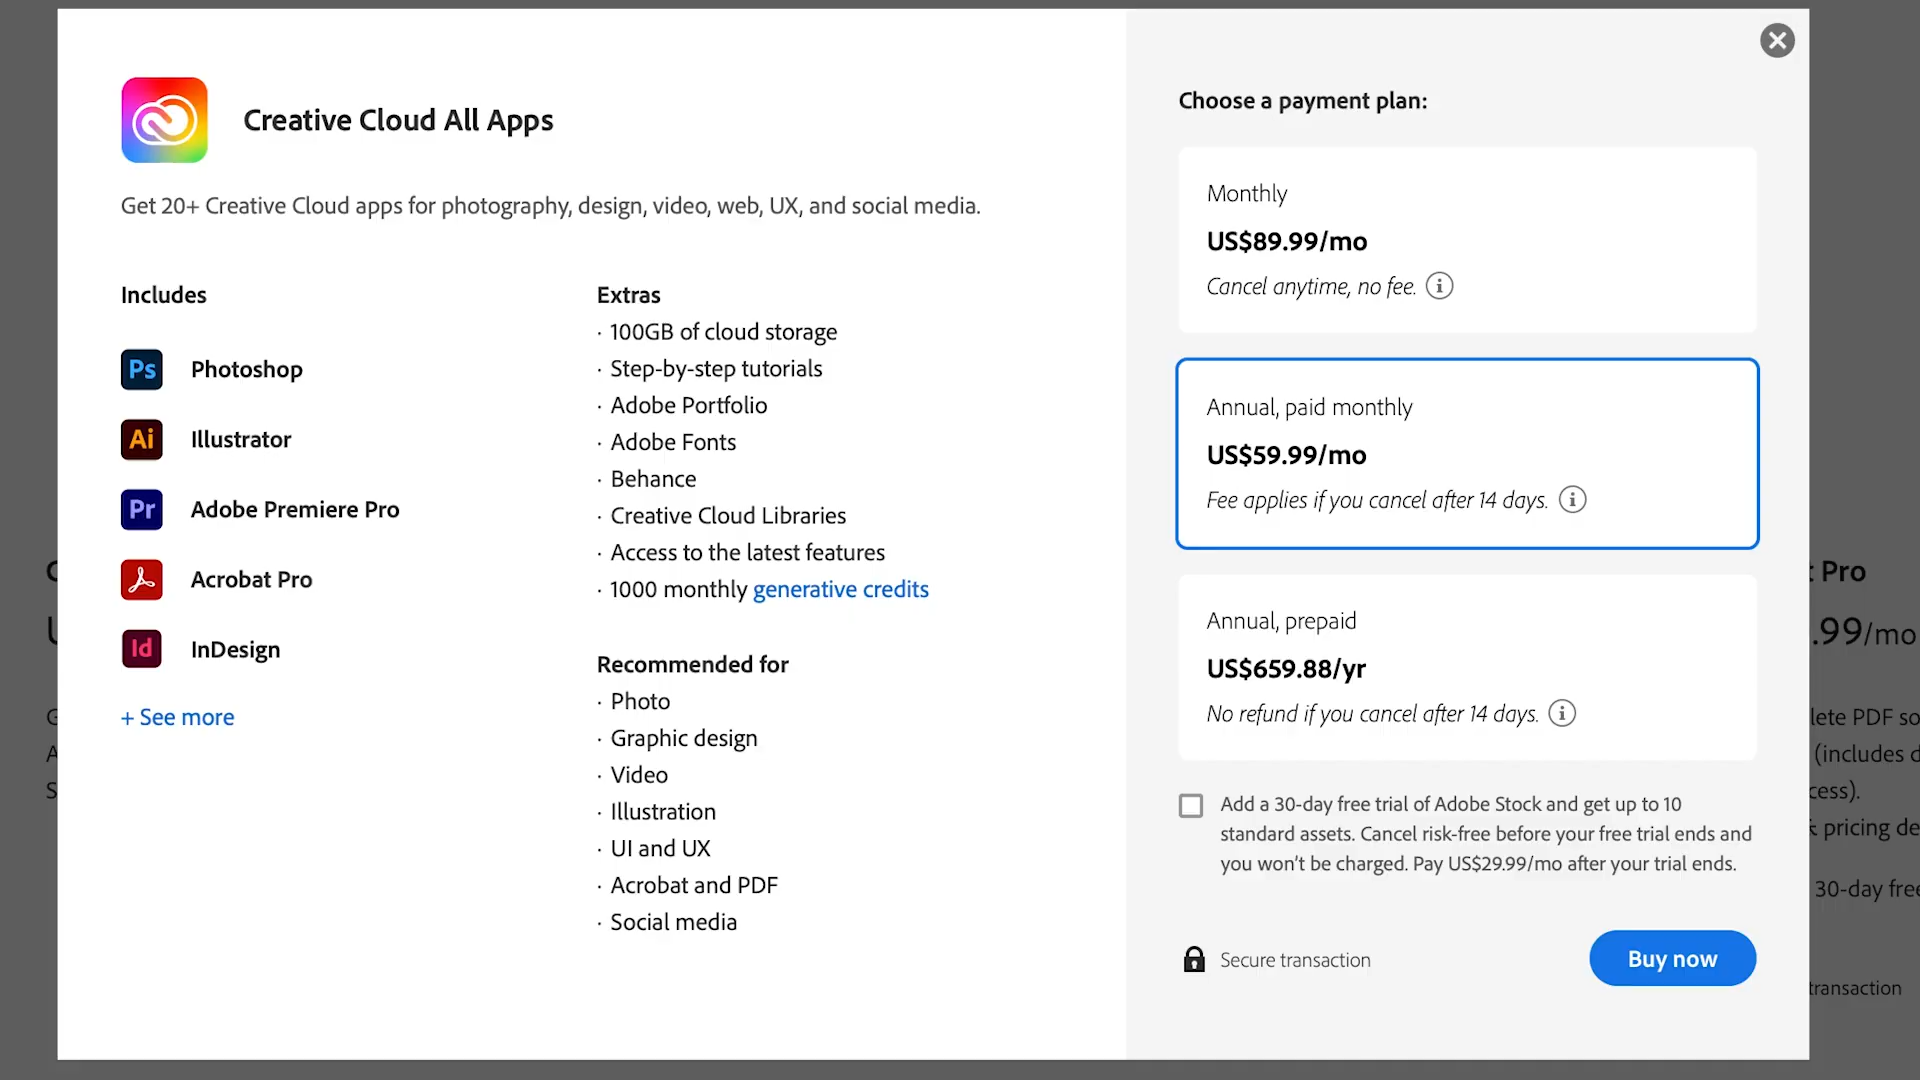 Creative Cloud All Apps
Get 20+ Creative Cloud apps for photography, design, video, web, UX, and social media.
Includes
Ps Photoshop
Ai Illustrator
Pr Adobe Premiere Pro
Acrobat Pro
Id InDesign
+ See more
Extras
· 100GB of cloud storage
· Step-by-step tutorials
· Adobe Portfolio
· Adobe Fonts
· Behance
· Creative Cloud Libraries
· Access to the latest features
· 1000 monthly generative credits
Recommended for
· Photo
· Graphic design
· Video
· Illustration
· UI and UX
· Acrobat and PDF
· Social media
Choose a payment plan:
Monthly
US$89.99/mo
Cancel anytime, no fee.
Annual, paid monthly
US$59.99/mo
Fee applies if you cancel after 14 days.
Annual, prepaid
US$659.88/yr
No refund if you cancel after 14 days.
Add a 30-day free trial of Adobe Stock and get up to 10
standard assets. Cancel risk-free before your free trial ends and
you won't be charged. Pay US$29.99/mo after your trial ends.
Secure transaction
Buy now
Pro
.99/mo
PDF
(includes
pricing
30-day
transaction